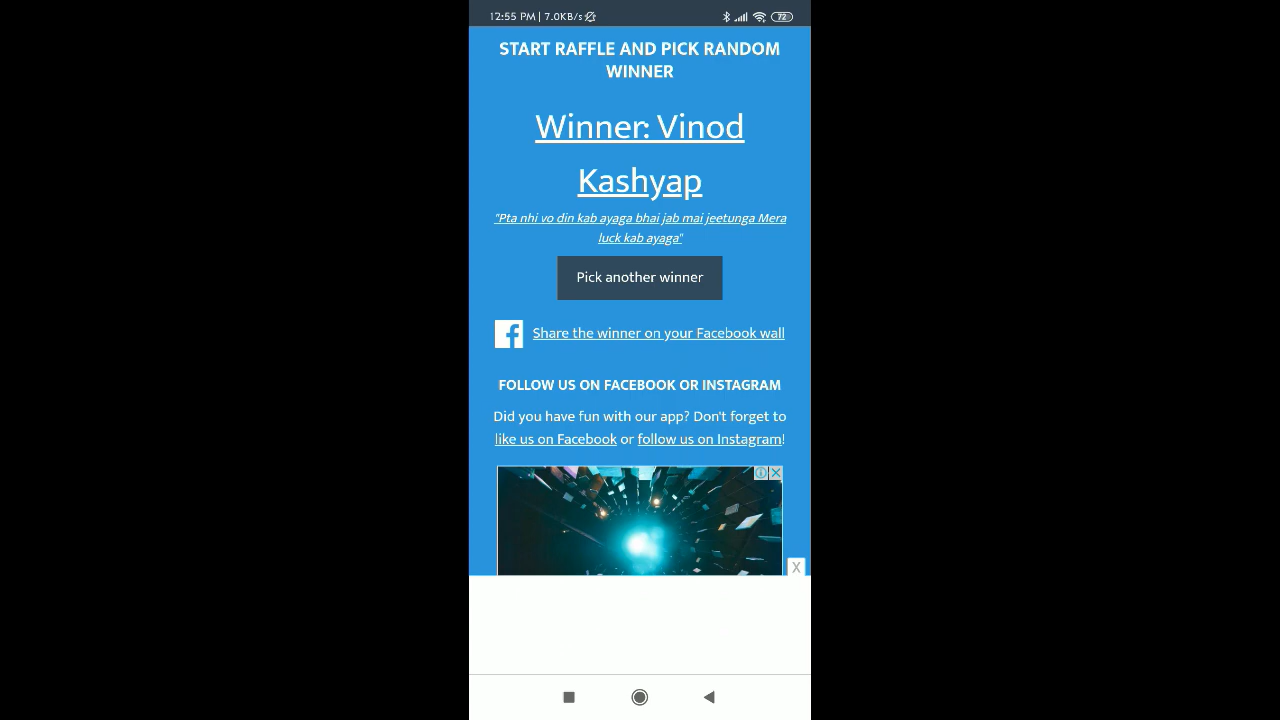 12:55 PM | 7.0KB/s
72
START RAFFLE AND PICK RANDOM
WINNER
Winner: Vinod
Kashyap
"Pta nhi vo din kab ayaga bhai jab mai jeetunga Mera
luck kab ayaga"
Pick another winner
Share the winner on your Facebook wall
FOLLOW US ON FACEBOOK OR INSTAGRAM
Did you have fun with our app? Don't forget to
like us on Facebook or follow us on Instagram!
X